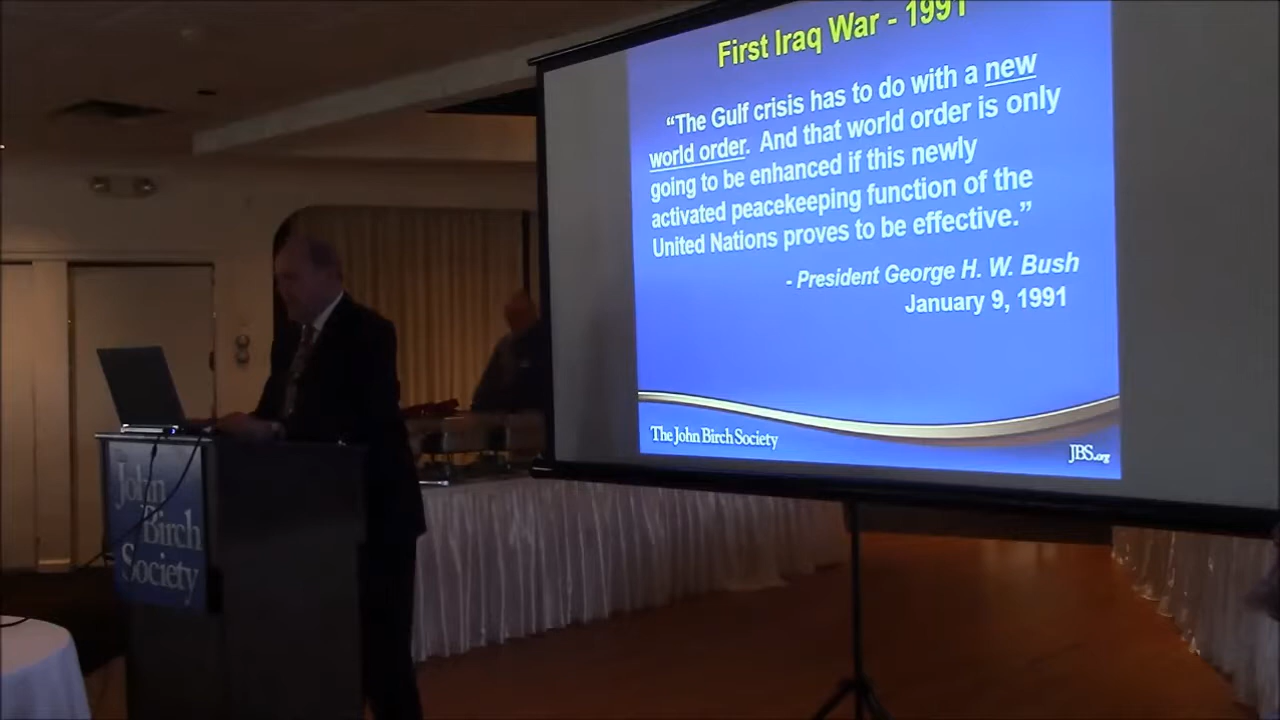 First Iraq War - 1991
“The Gulf crisis has to do with a new
world order. And that world order is only
going to be enhanced if this newly
activated peacekeeping function of the
United Nations proves to be effective.”
- President George H. W. Bush
January 9, 1991
The John Birch Society
JBS.org
John
Birch
Society